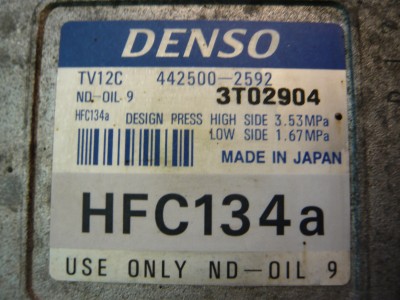 DENSO
TV12C 442500-2592
ND-OIL 9 3T02904
HFC134a DESIGN PRESS HIGH SIDE 3.53MPa
LOW SIDE 1.67MPa
MADE IN JAPAN
HFC134a
USE ONLY ND-OIL 9